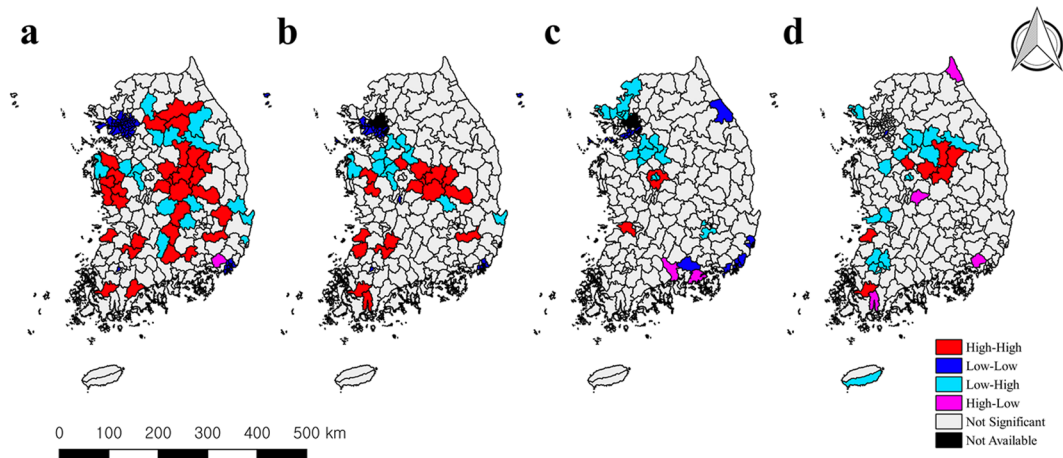 a b c d
High-High
Low-Low
Low-High
High-Low
Not Significant
Not Available
0 100 200 300 400 500 km